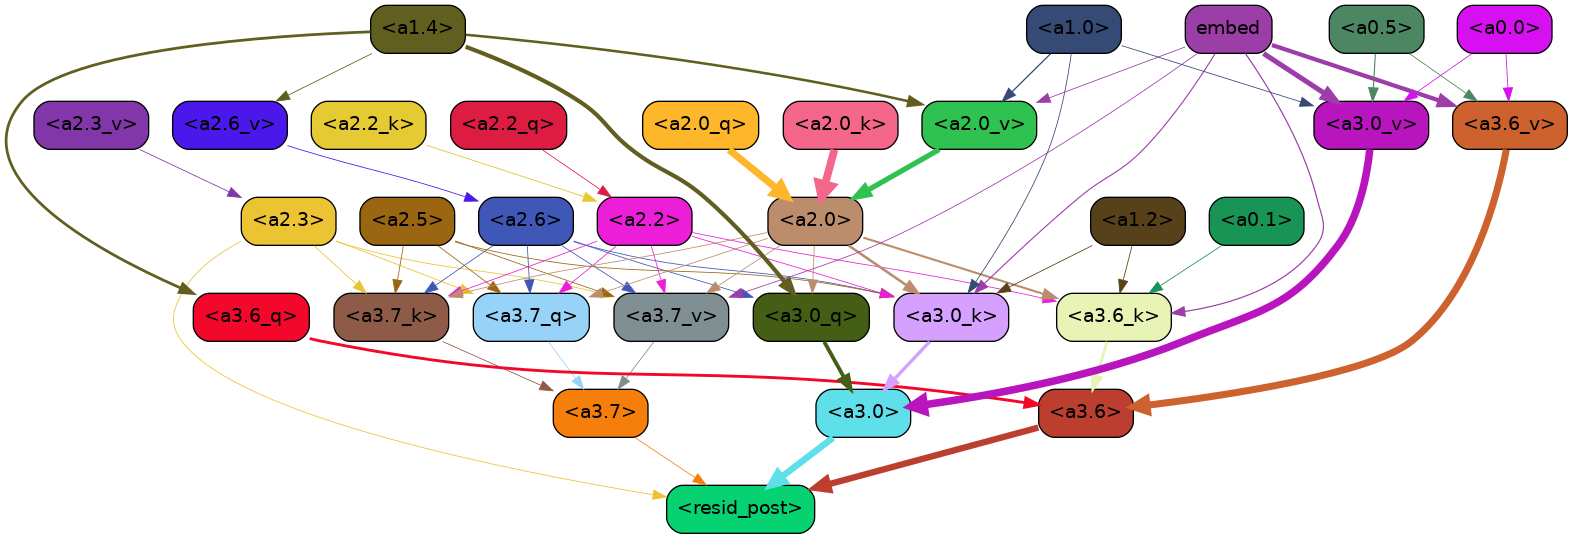 <a1.4>
<a1.0>
embed
<a0.5>
<a0.0>
<a2.3_v>
<a2.6_v>
<a2.2_k>
<a2.2_q>
<a2.0_q>
<a2.0_k>
<a2.0_v>
<a3.0_v>
<a3.6_v>
<a2.3>
<a2.5>
<a2.6>
<a2.2>
<a2.0>
<a1.2>
<a0.1>
<a3.6_q>
<a3.7_k>
<a3.7_q>
<a3.7_v>
<a3.0_q>
<a3.0_k>
<a3.6_k>
<a3.7>
<a3.0>
<a3.6>
<resid_post>